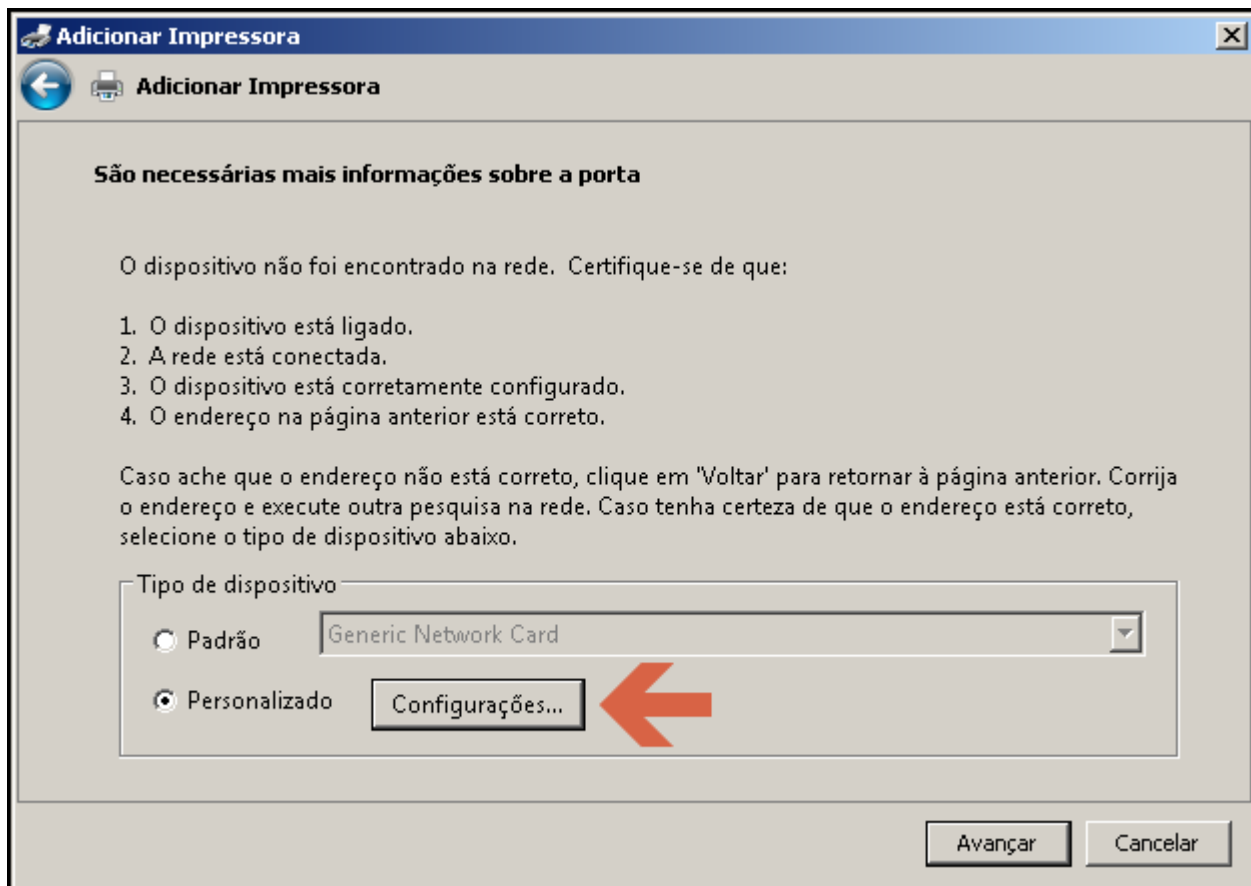 Adicionar Impressora
Adicionar Impressora
São necessárias mais informações sobre a porta
O dispositivo não foi encontrado na rede. Certifique-se de que:
1. O dispositivo está ligado.
2. A rede está conectada.
3. O dispositivo está corretamente configurado.
4. O endereço na página anterior está correto.
Caso ache que o endereço não está correto, clique em 'Voltar' para retornar à página anterior. Corrija
o endereço e execute outra pesquisa na rede. Caso tenha certeza de que o endereço está correto,
selecione o tipo de dispositivo abaixo.
Tipo de dispositivo
Padrão Generic Network Card
Personalizado Configurações...
Avançar Cancelar